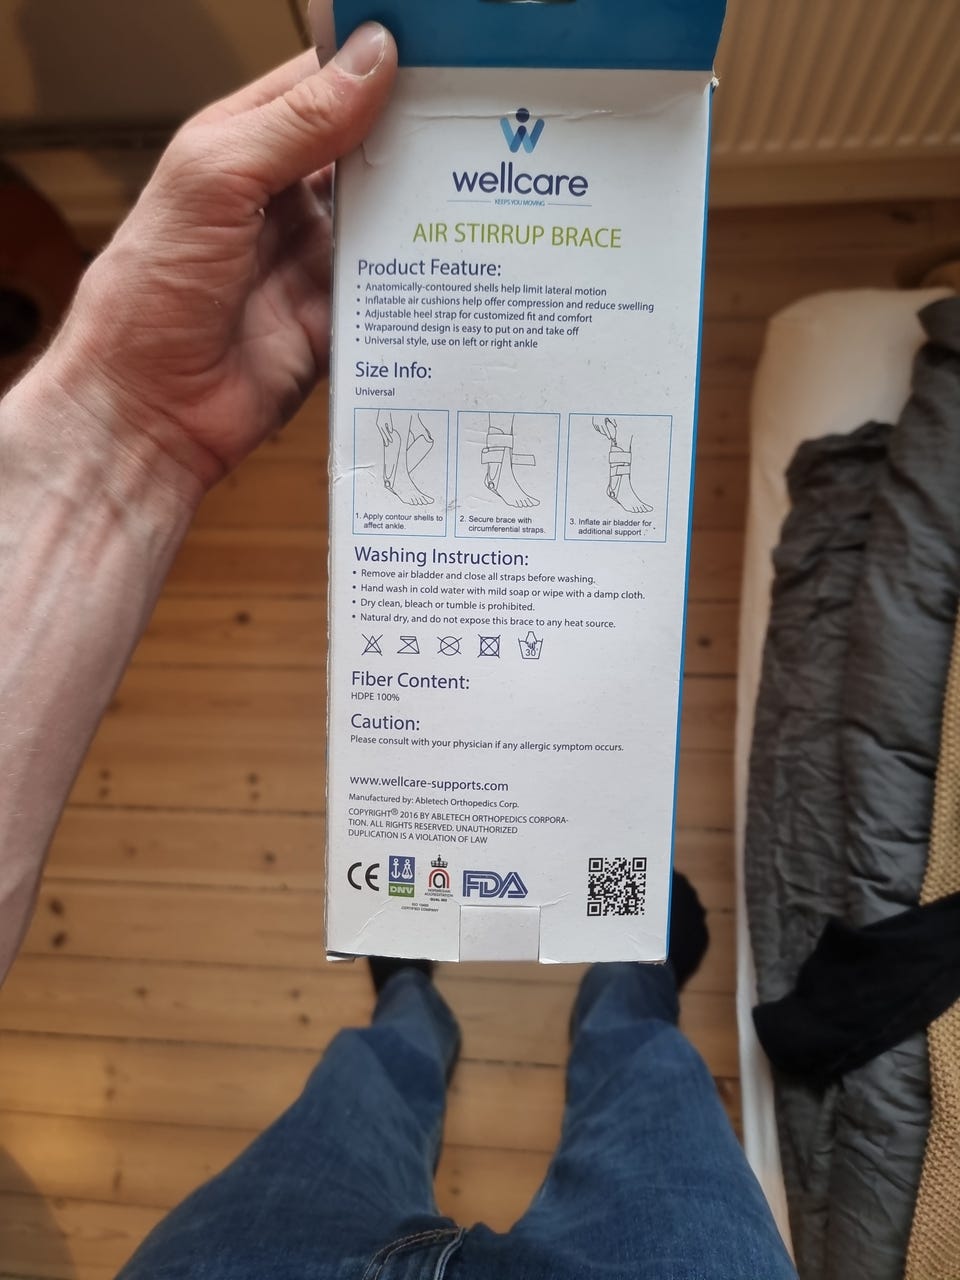 wellcare
KEEPS YOU MOVING
AIR STIRRUP BRACE
Product Feature:
• Anatomically-contoured shells help limit lateral motion
• Inflatable air cushions help offer compression and reduce swelling
• Adjustable heel strap for customized fit and comfort
• Wraparound design is easy to put on and take off
• Universal style, use on left or right ankle
Size Info:
Universal
1. Apply contour shells to
affect ankle.
2. Secure brace with
circumferential straps.
3. Inflate air bladder for
additional support .
Washing Instruction:
• Remove air bladder and close all straps before washing.
• Hand wash in cold water with mild soap or wipe with a damp cloth.
• Dry clean, bleach or tumble is prohibited.
• Natural dry, and do not expose this brace to any heat source.
30°
Fiber Content:
HDPE 100%
Caution:
Please consult with your physician if any allergic symptom occurs.
www.wellcare-supports.com
Manufactured by: Abletech Orthopedics Corp.
COPYRIGHT® 2016 BY ABLETECH ORTHOPEDICS CORPORA-
TION. ALL RIGHTS RESERVED. UNAUTHORIZED
DUPLICATION IS A VIOLATION OF LAW
CE
DNV
NORWEGIAN
ACCREDITATION
FDA
CERTIFIED COMPANY